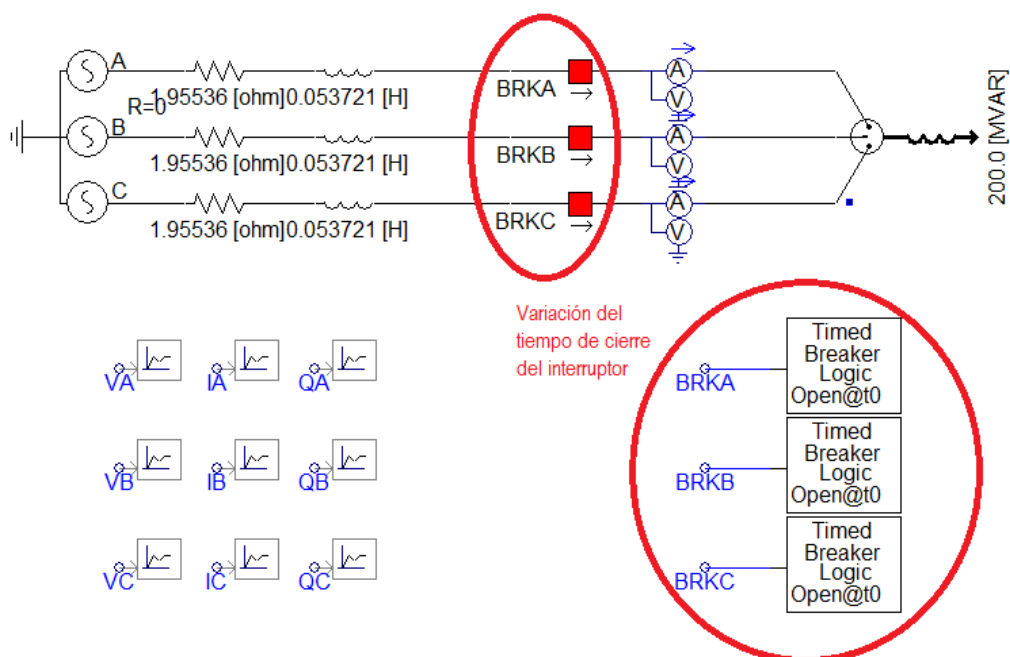 A
1.95536 [ohm]0.053721 [H]
R=0
BRKA
A
V
B
1.95536 [ohm]0.053721 [H]
BRKB
A
V
C
1.95536 [ohm]0.053721 [H]
BRKC
A
V
200.0 [MVAR]
Variación del
tiempo de cierre
del interruptor
VA
IA
QA
VB
IB
QB
VC
IC
QC
BRKA
Timed
Breaker
Logic
Open@t0
BRKB
Timed
Breaker
Logic
Open@t0
BRKC
Timed
Breaker
Logic
Open@t0